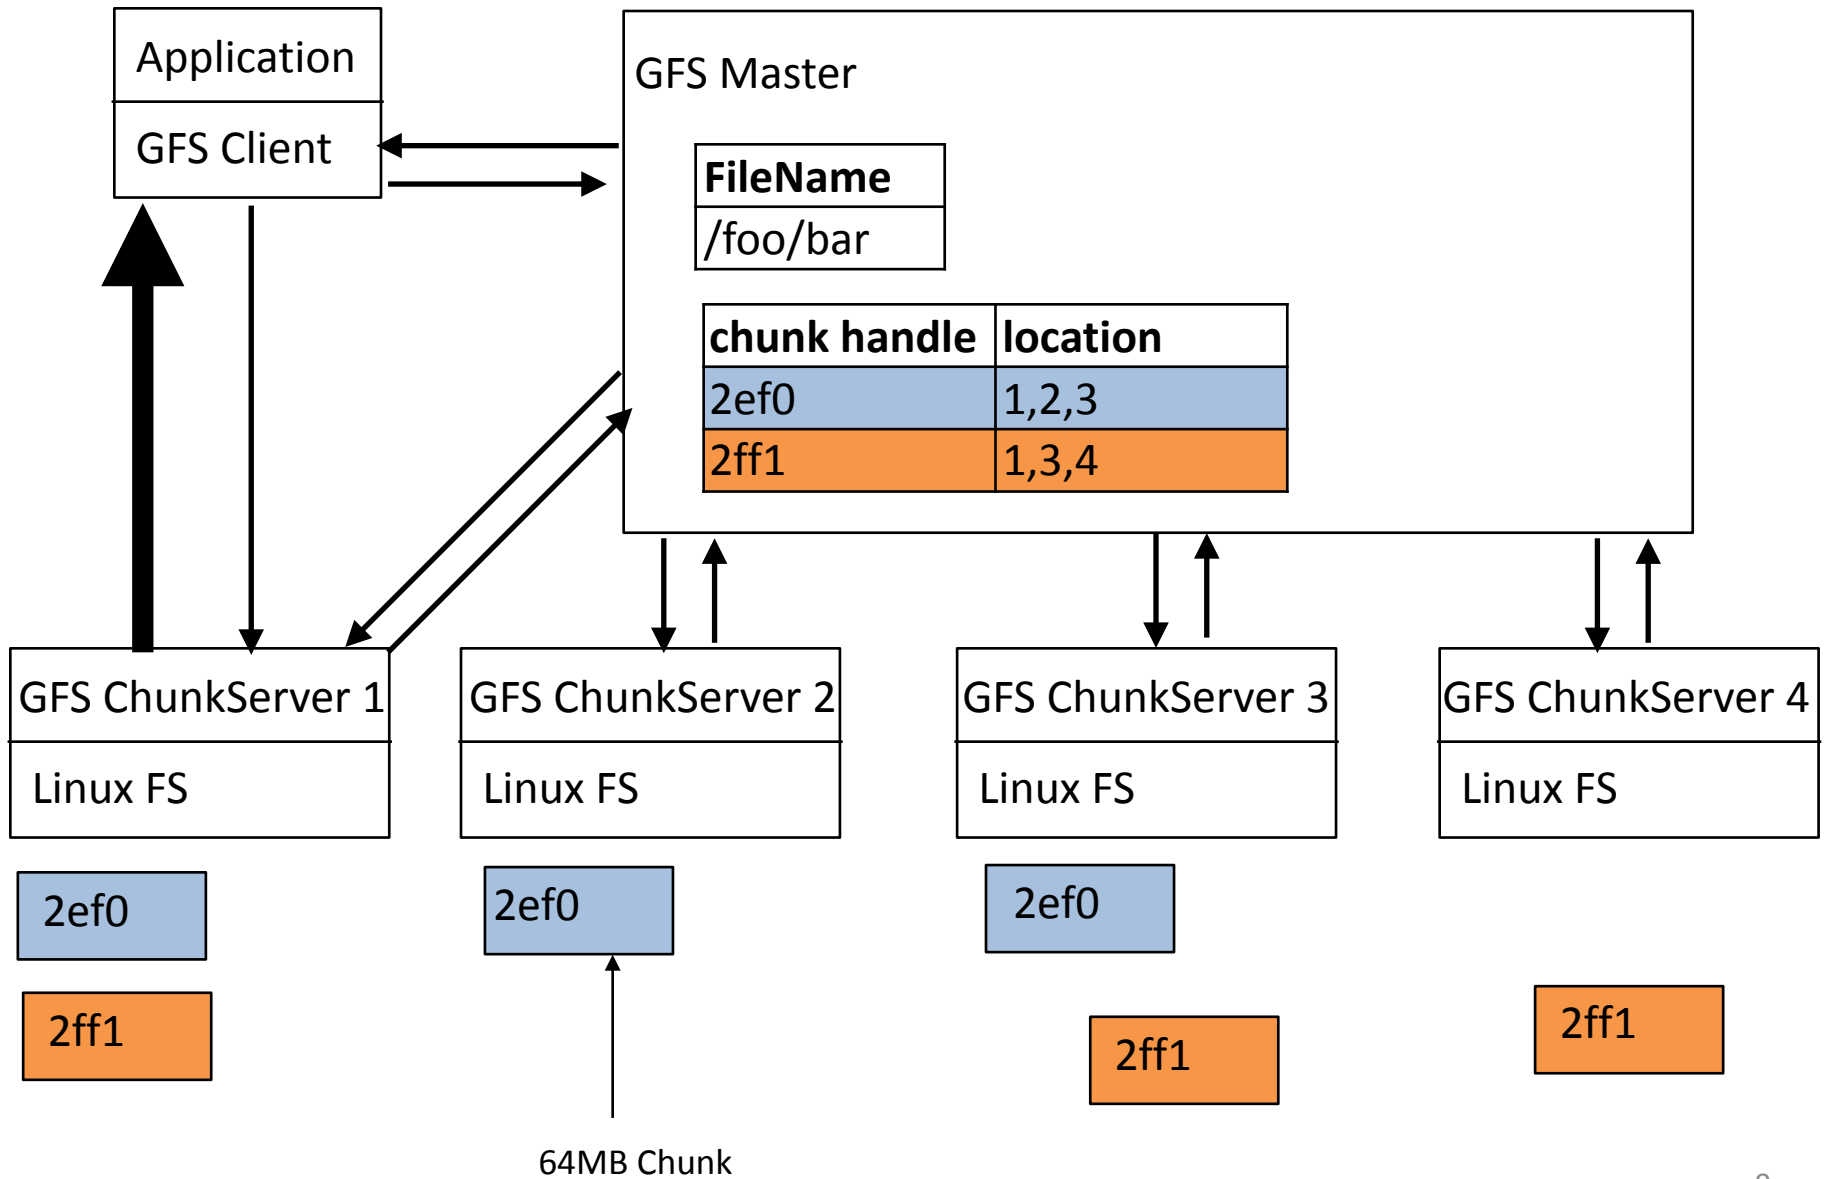 Application
GFS Client
GFS Master
FileName
/foo/bar
chunk handle location
2ef0 1,2,3
2ff1 1,3,4
GFS ChunkServer 1
Linux FS
GFS ChunkServer 2
Linux FS
GFS ChunkServer 3
Linux FS
GFS ChunkServer 4
Linux FS
2ef0
2ff1
2ef0
2ef0
2ff1
2ff1
64MB Chunk